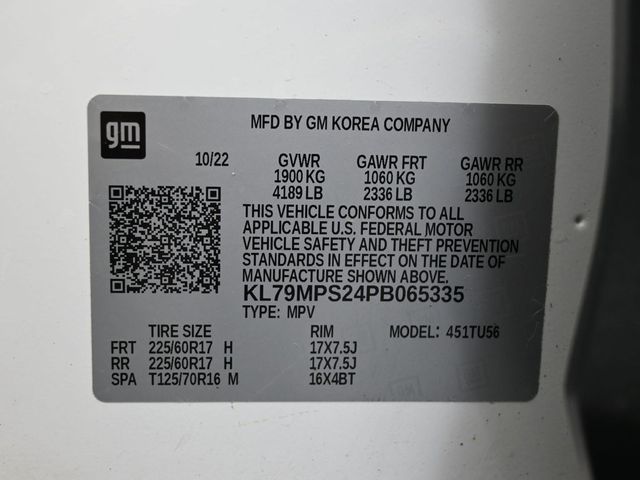 gm
MFD BY GM KOREA COMPANY
10/22 GVWR GAWR FRT GAWR RR
1900 KG 1060 KG 1060 KG
4189 LB 2336 LB 2336 LB
THIS VEHICLE CONFORMS TO ALL
APPLICABLE U.S. FEDERAL MOTOR
VEHICLE SAFETY AND THEFT PREVENTION
STANDARDS IN EFFECT ON THE DATE OF
MANUFACTURE SHOWN ABOVE.
KL79MPS24PB065335
TYPE: MPV
TIRE SIZE RIM MODEL: 451TU56
FRT 225/60R17 H 17X7.5J
RR 225/60R17 H 17X7.5J
SPA T125/70R16 M 16X4BT